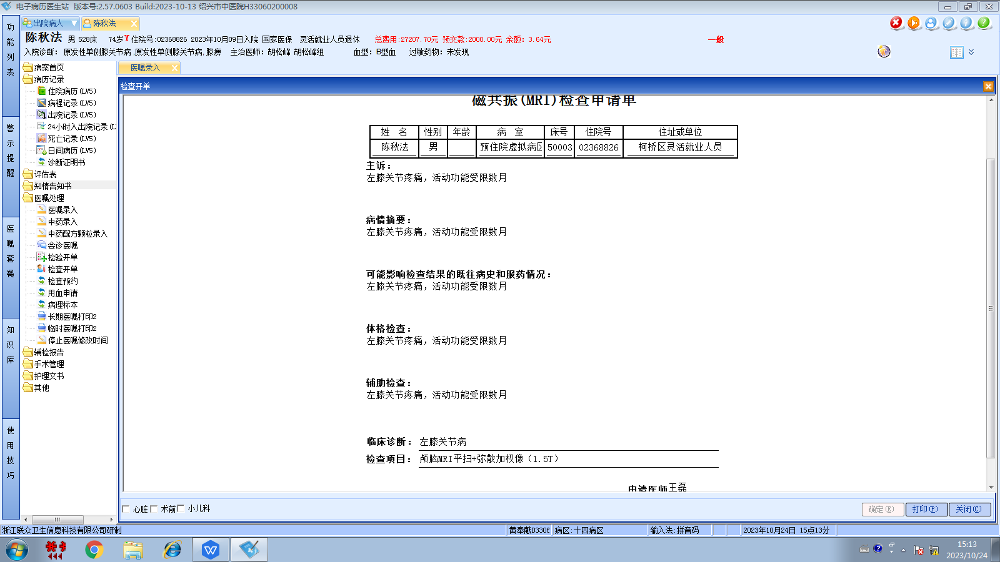 电子病历医生站  版本号:2.57.0603 Build:2023-10-13 绍兴市中医院H33060200008
出院病人
陈秋法
陈秋法 男 528床 74岁 住院号:02368826 2023年10月09日入院 国家医保 灵活就业人员退休 总费用:27207.70元 预交款:2000.00元 余额: 3.64元 一般
入院诊断: 原发性单侧膝关节病,原发性单侧膝关节病,膝痹 主治医师: 胡松峰 胡松峰组 血型: B型血 过敏药物: 未发现
功能列表
警示提醒
医嘱套餐
知识库
使用技巧
病案首页
病历记录
住院病历(LV5)
病程记录(LV5)
出院记录(LV5)
24小时入出院记录(L
死亡记录(LV5)
日间病历(LV5)
诊断证明书
评估表
知情告知书
医嘱处理
医嘱录入
中药录入
中药配方颗粒录入
会诊医嘱
检验开单
检查开单
检查预约
用血申请
病理标本
长期医嘱打印2
临时医嘱打印2
停止医嘱修改时间
辅检报告
手术管理
护理文书
其他
医嘱录入
检查开单
磁共振(MRI)检查申请单
姓 名 性别 年龄 病 室 床号 住院号 住址或单位
陈秋法 男 预住院虚拟病区 50003 02368826 柯桥区灵活就业人员
主诉:
左膝关节疼痛，活动功能受限数月
病情摘要:
左膝关节疼痛，活动功能受限数月
可能影响检查结果的既往病史和服药情况:
左膝关节疼痛，活动功能受限数月
体格检查:
左膝关节疼痛，活动功能受限数月
辅助检查:
左膝关节疼痛，活动功能受限数月
临床诊断: 左膝关节病
检查项目: 颅脑MRI平扫+弥散加权像（1.5T）
申请医师王磊
心脏 术前 小儿科
确定(E) 打印(P) 关闭(C)
浙江联众卫生信息科技有限公司研制 黄奉献D3306 病区:十四病区 输入法:拼音码 2023年10月24日 15点13分
15:13
2023/10/24